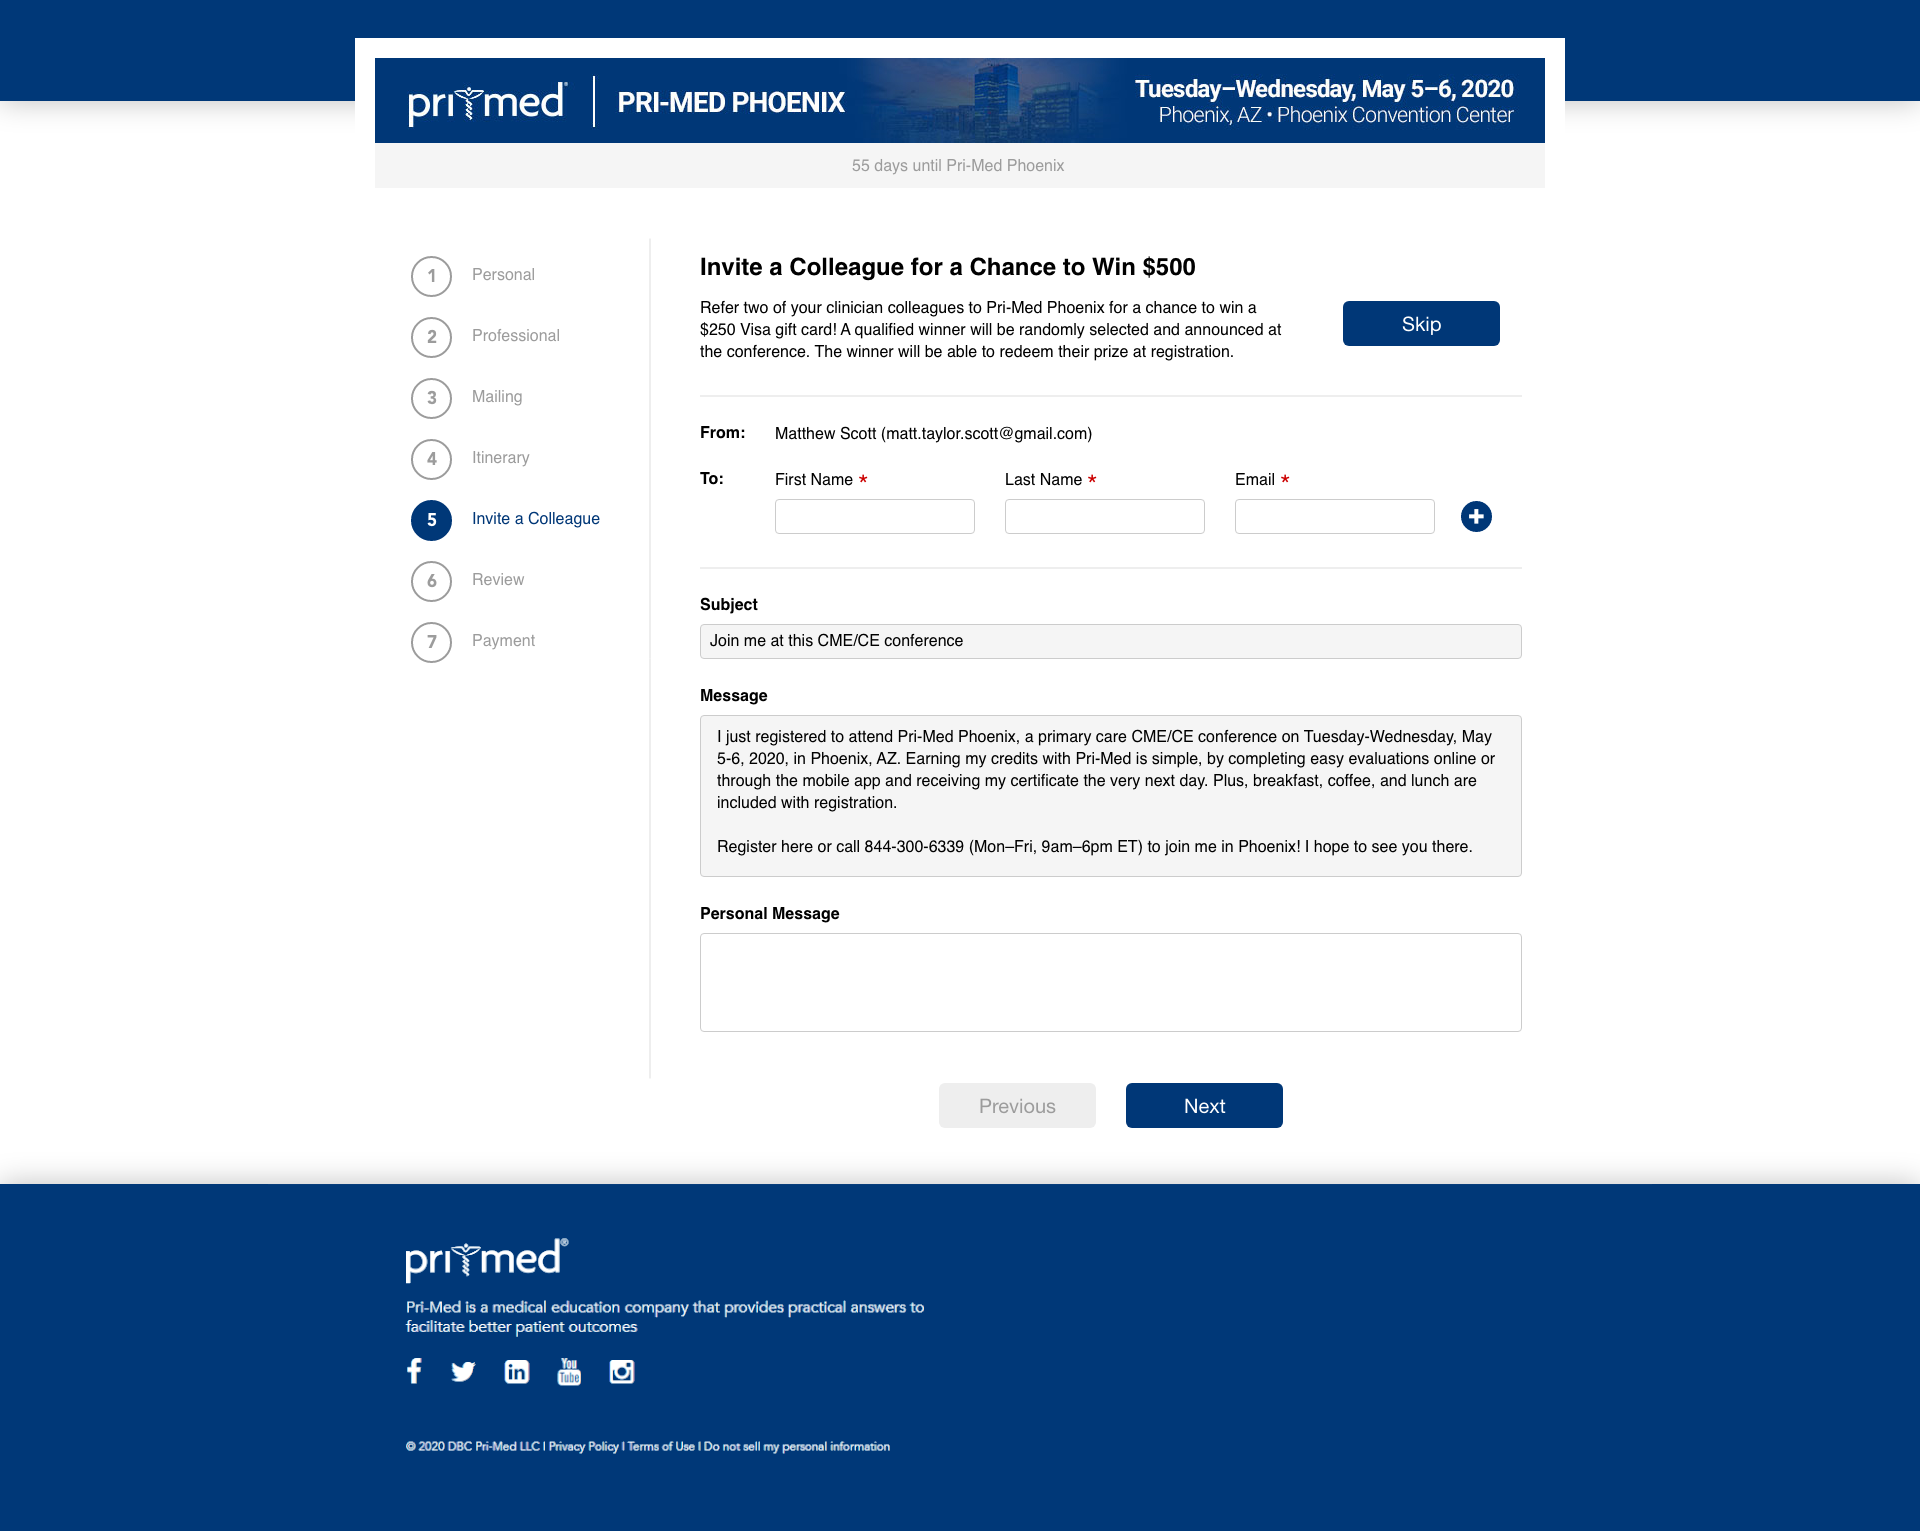 pri med
PRI-MED PHOENIX
Tuesday–Wednesday, May 5–6, 2020
Phoenix, AZ • Phoenix Convention Center
55 days until Pri-Med Phoenix
1 Personal
2 Professional
3 Mailing
4 Itinerary
5 Invite a Colleague
6 Review
7 Payment
Invite a Colleague for a Chance to Win $500
Refer two of your clinician colleagues to Pri-Med Phoenix for a chance to win a
$250 Visa gift card! A qualified winner will be randomly selected and announced at
the conference. The winner will be able to redeem their prize at registration.
Skip
From: Matthew Scott (matt.taylor.scott@gmail.com)
To: First Name * Last Name * Email *
Subject
Join me at this CME/CE conference
Message
I just registered to attend Pri-Med Phoenix, a primary care CME/CE conference on Tuesday-Wednesday, May
5-6, 2020, in Phoenix, AZ. Earning my credits with Pri-Med is simple, by completing easy evaluations online or
through the mobile app and receiving my certificate the very next day. Plus, breakfast, coffee, and lunch are
included with registration.
Register here or call 844-300-6339 (Mon–Fri, 9am–6pm ET) to join me in Phoenix! I hope to see you there.
Personal Message
Previous
Next
pri med®
Pri-Med is a medical education company that provides practical answers to
facilitate better patient outcomes
You Tube
© 2020 DBC Pri-Med LLC | Privacy Policy | Terms of Use | Do not sell my personal information